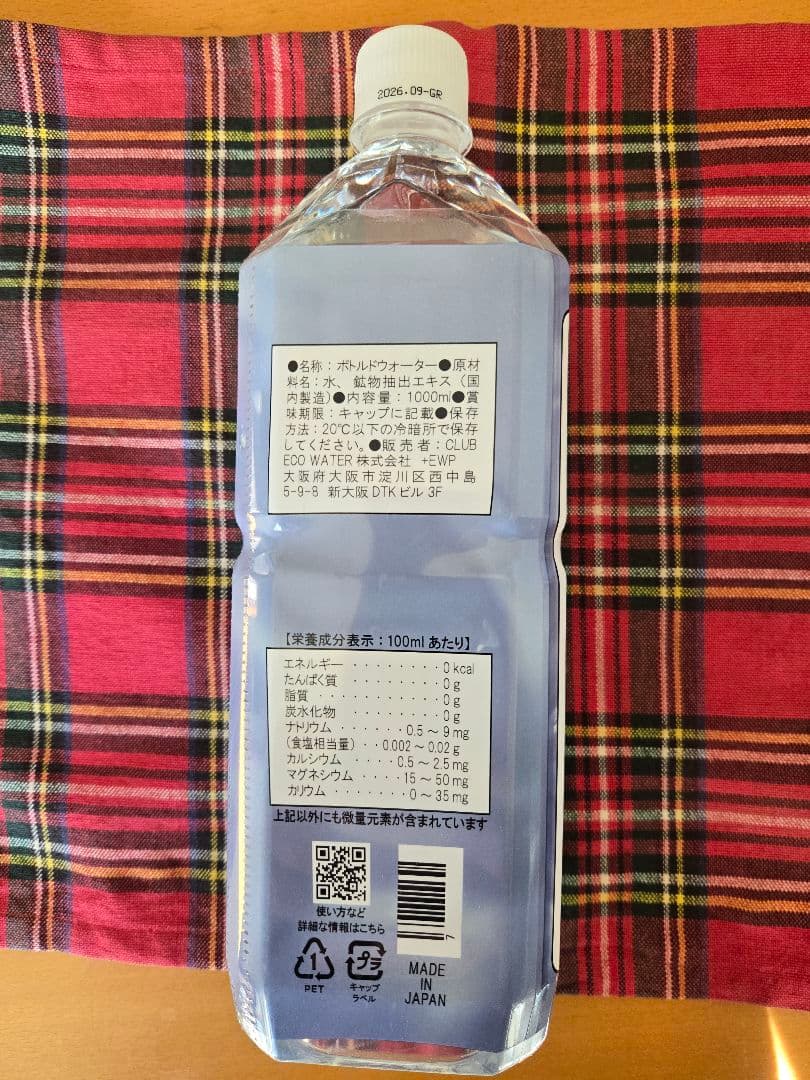 2026.09-GR
●名称：ボトルドウォーター●原材
料名：水、鉱物抽出エキス（国
内製造）●内容量：1000ml●賞
味期限：キャップに記載●保存
方法：20℃以下の冷暗所で保存
してください。●販売者：CLUB
ECO WATER株式会社 +EWP
大阪府大阪市淀川区西中島
5-9-8 新大阪DTKビル 3F
【栄養成分表示：100mlあたり】
エネルギー・・・・・・・・0kcal
たんぱく質・・・・・・・・0g
脂質・・・・・・・・・・・0g
炭水化物・・・・・・・・・0g
ナトリウム・・・・・・・0.5～9mg
（食塩相当量）・・0.002～0.02g
カルシウム・・・・・0.5～2.5mg
マグネシウム・・・・15～50mg
カリウム・・・・・・・0～35mg
上記以外にも微量元素が含まれています
使い方など
詳細な情報はこちら
7
1
PET
プラ
キャップ
ラベル
MADE
IN
JAPAN